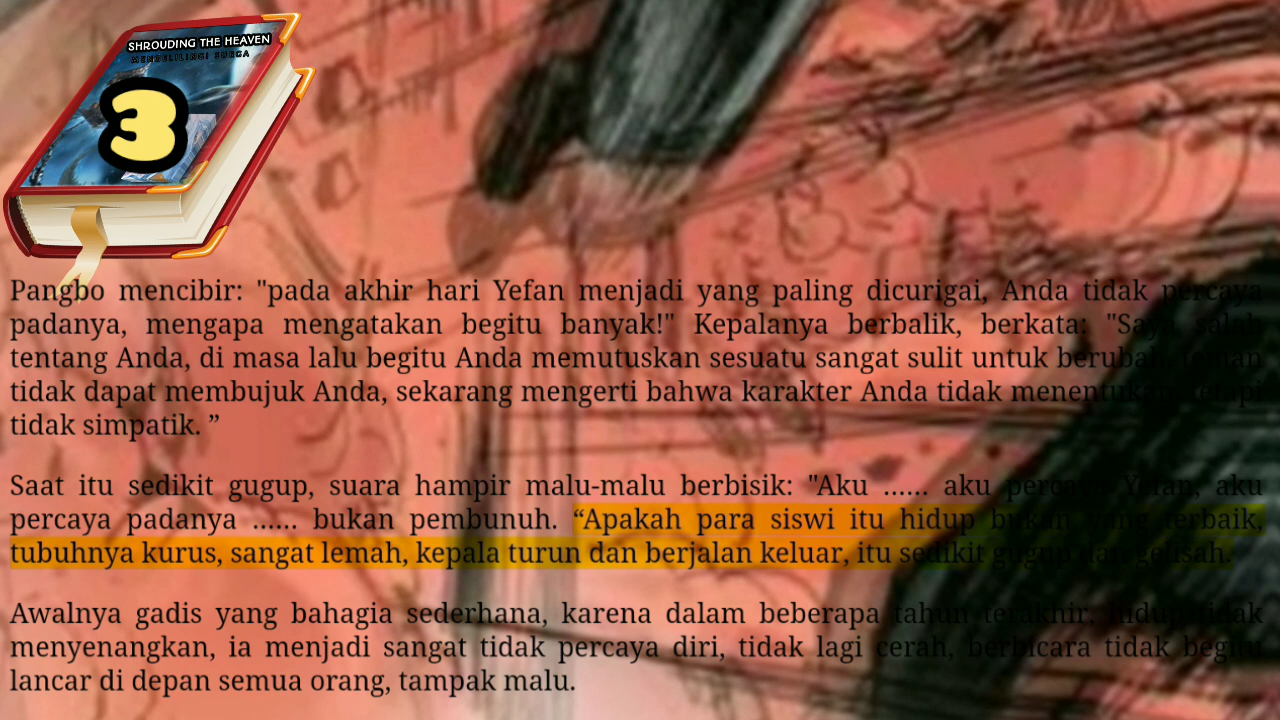 SHROUDING THE HEAVEN
MENGELILINGI SURGA
3
Pangbo mencibir: "pada akhir hari Yefan menjadi yang paling dicurigai, Anda tidak percaya
padanya, mengapa mengatakan begitu banyak!" Kepalanya berbalik, berkata: "Saya salah
tentang Anda, di masa lalu begitu Anda memutuskan sesuatu sangat sulit untuk berubah, teman
tidak dapat membujuk Anda, sekarang mengerti bahwa karakter Anda tidak menentukan, tetapi
tidak simpatik. ”
Saat itu sedikit gugup, suara hampir malu-malu berbisik: "Aku ...... aku percaya Yefan, aku
percaya padanya ...... bukan pembunuh. “Apakah para siswi itu hidup bukan yang terbaik,
tubuhnya kurus, sangat lemah, kepala turun dan berjalan keluar, itu sedikit gugup dan gelisah.
Awalnya gadis yang bahagia sederhana, karena dalam beberapa tahun terakhir, hidup tidak
menyenangkan, ia menjadi sangat tidak percaya diri, tidak lagi cerah, berbicara tidak begitu
lancar di depan semua orang, tampak malu.